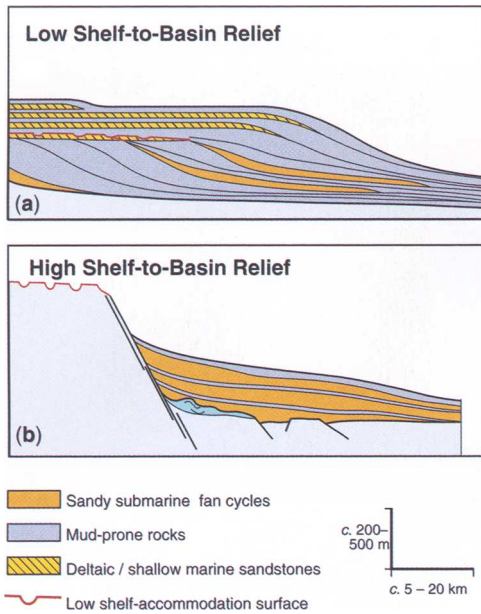 Low Shelf-to-Basin Relief
(a)
High Shelf-to-Basin Relief
(b)
Sandy submarine fan cycles
Mud-prone rocks
Deltaic / shallow marine sandstones
Low shelf-accommodation surface
c. 200–
500 m
c. 5 – 20 km